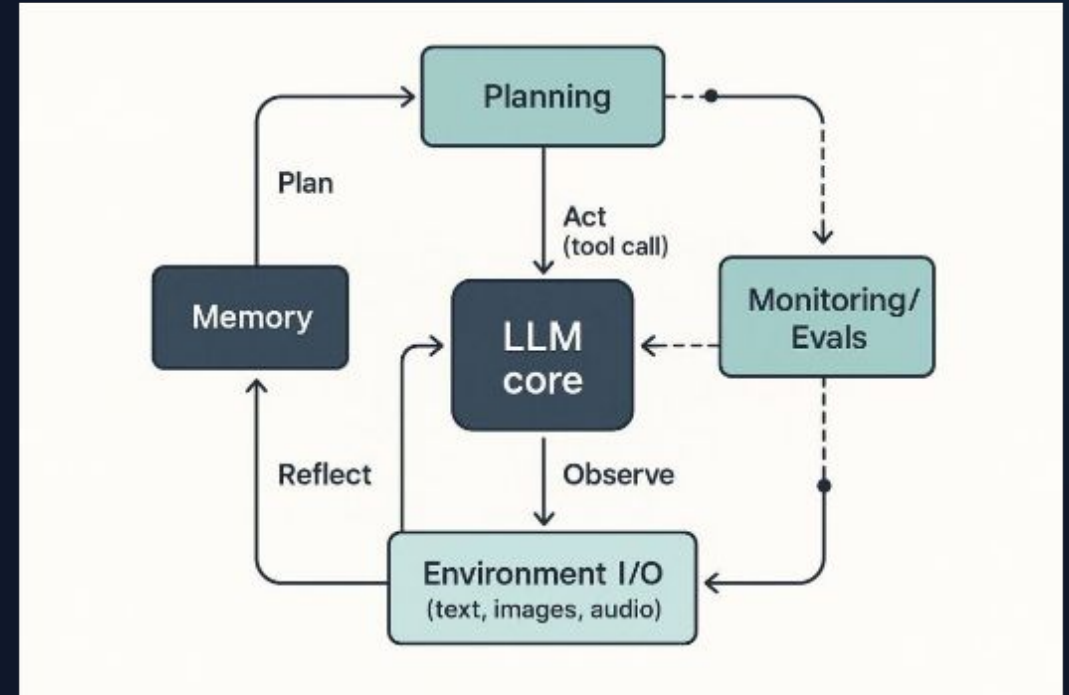 Planning
Plan
Act
(tool call)
Memory
LLM
core
Monitoring/
Evals
Reflect
Observe
Environment I/O
(text, images, audio)